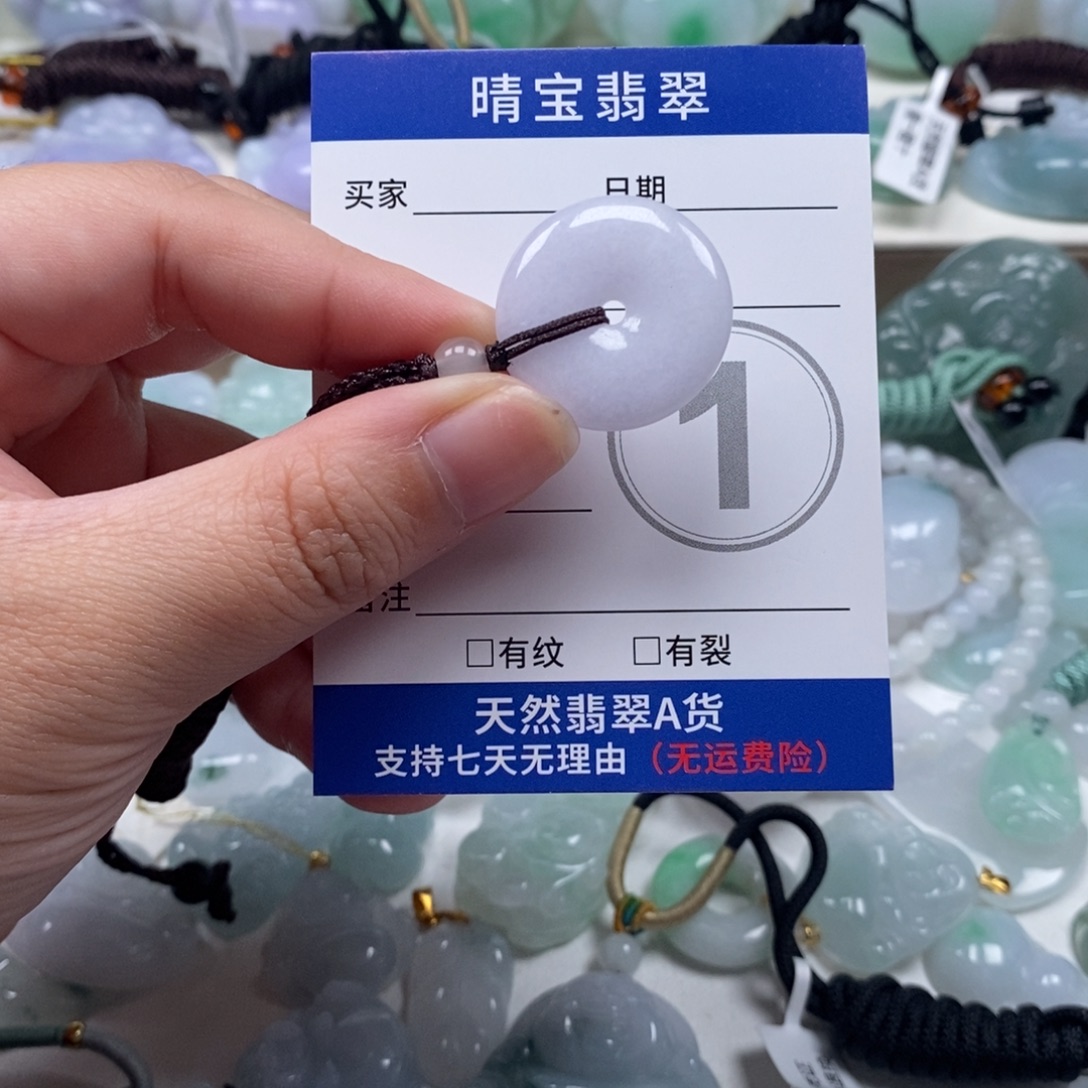 晴宝翡翠
买家 日期
1
备注
□有纹 □有裂
天然翡翠A货
支持七天无理由（无运费险）